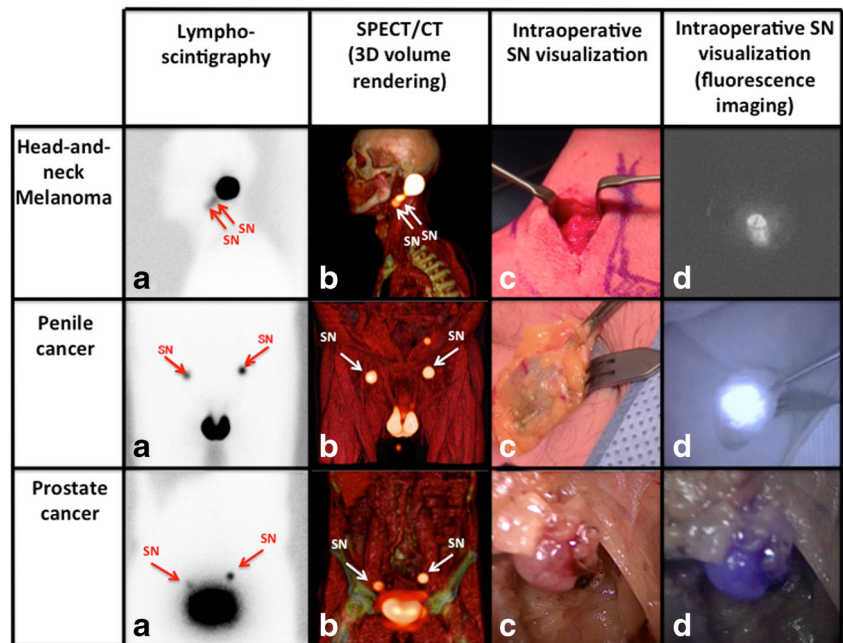 Lympho-
scintigraphy
SPECT/CT
(3D volume
rendering)
Intraoperative
SN visualization
Intraoperative SN
visualization
(fluorescence
imaging)
Head-and-
neck
Melanoma
SN
SN
a
SN
SN
b
c
d
Penile
cancer
SN
SN
a
SN
SN
b
c
d
Prostate
cancer
SN
SN
a
SN
SN
b
c
d